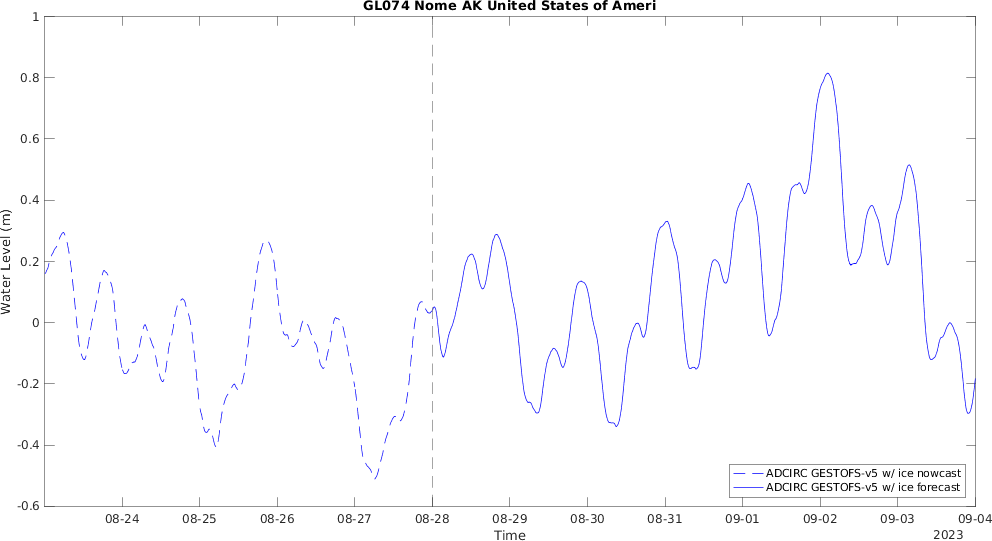 GL074 Nome AK United States of Ameri
1
0.8
0.6
0.4
0.2
0
-0.2
-0.4
-0.6
Water Level (m)
ADCIRC GESTOFS-v5 w/ ice nowcast
ADCIRC GESTOFS-v5 w/ ice forecast
08-24 08-25 08-26 08-27 08-28 08-29 08-30 08-31 09-01 09-02 09-03 09-04
Time
2023